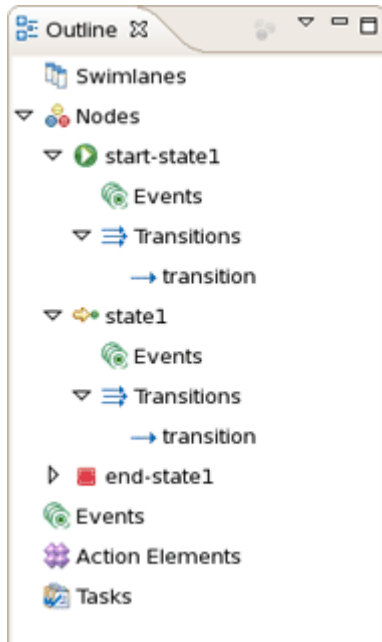 Outline
Swimlanes
Nodes
start-state1
Events
Transitions
transition
state1
Events
Transitions
transition
end-state1
Events
Action Elements
Tasks